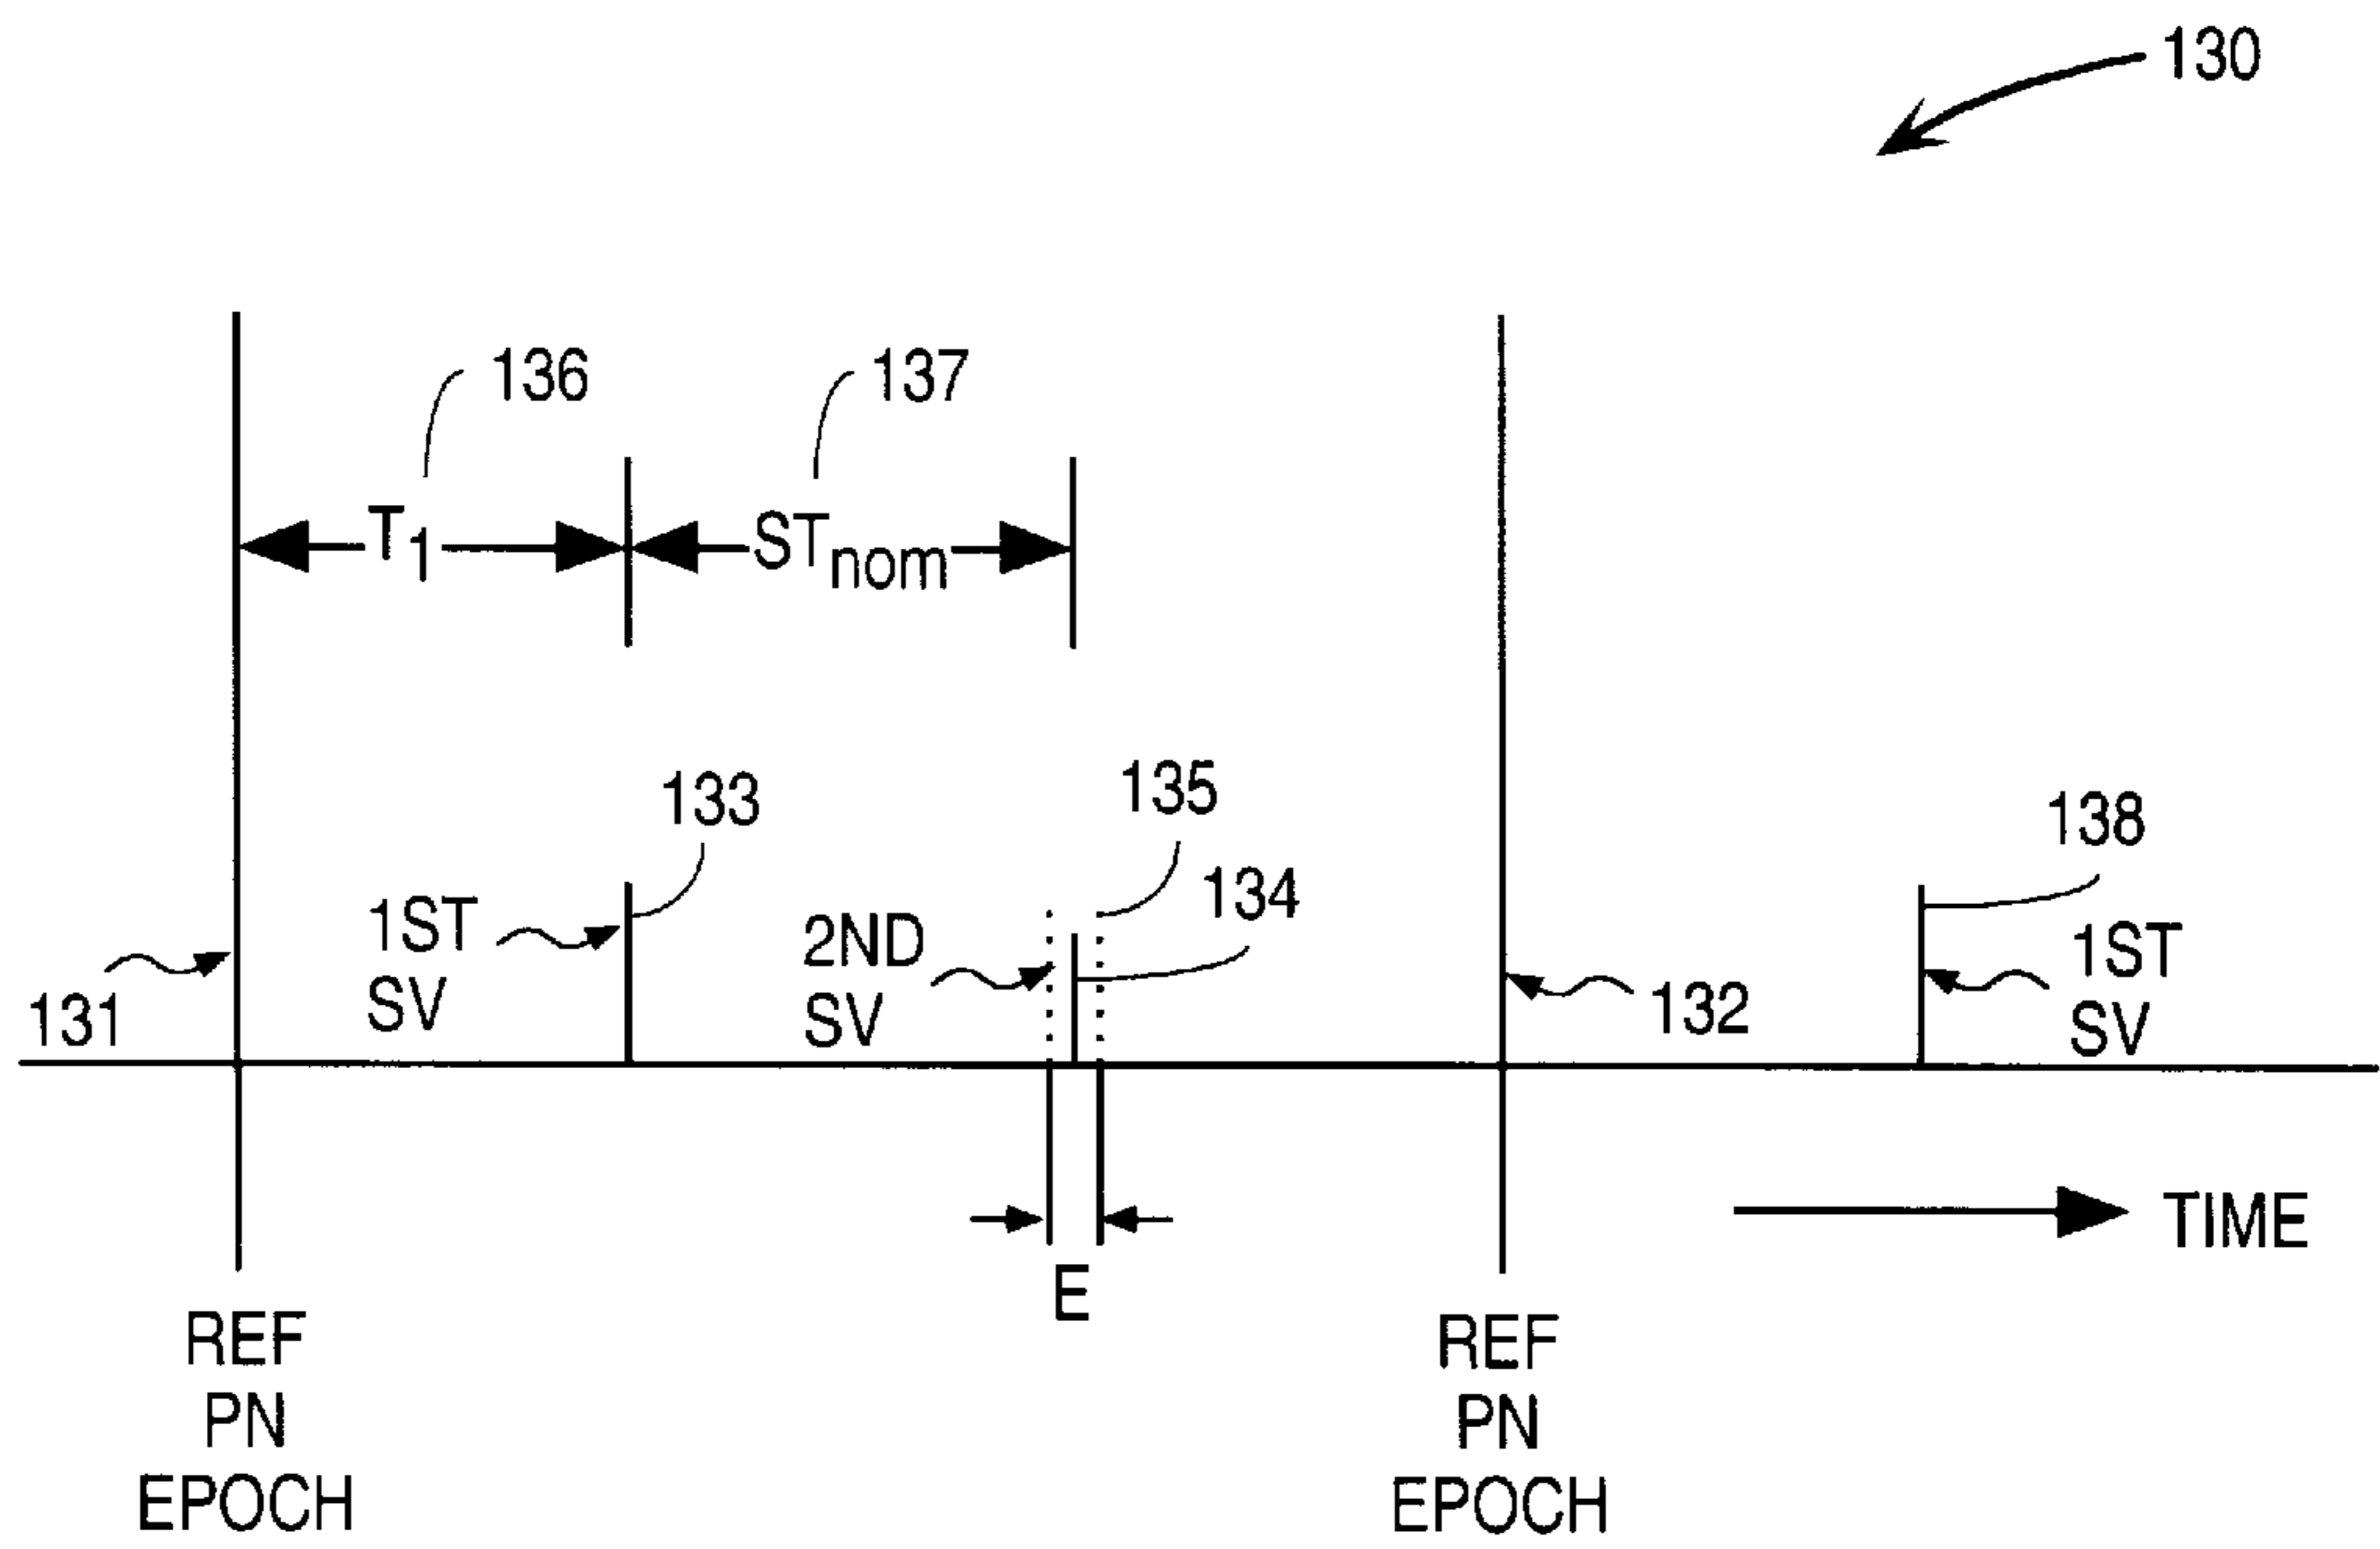 130
136
137
T1
STnom
133
135
134
138
1ST
SV
2ND
SV
1ST
SV
131
132
TIME
E
REF
PN
EPOCH
REF
PN
EPOCH